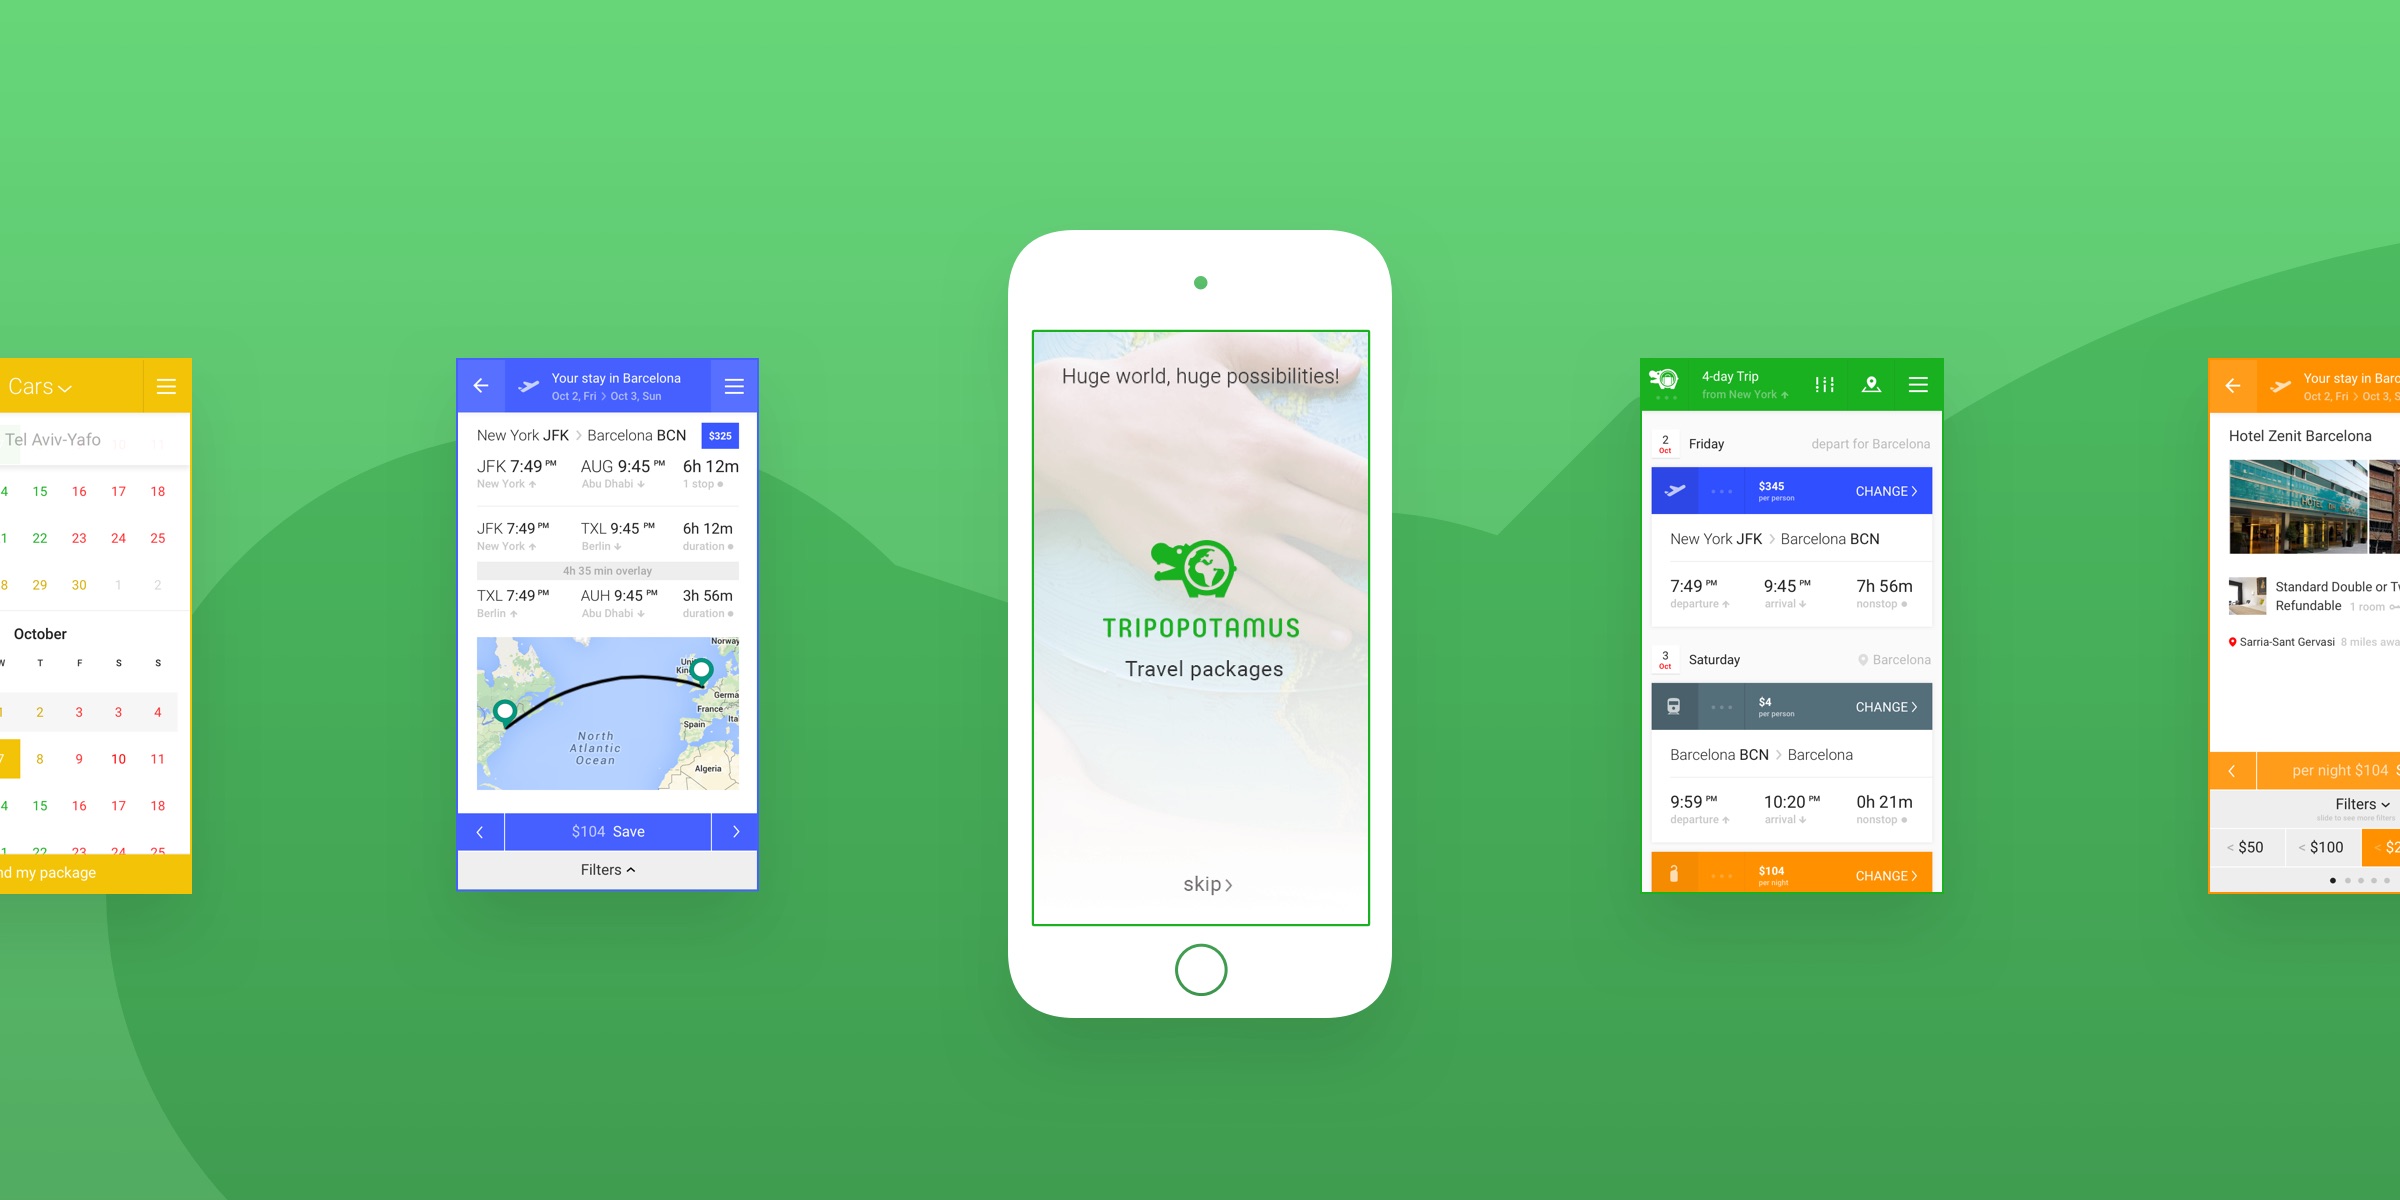 Cars
Tel Aviv-Yafo
10 11
4 15 16 17 18
1 22 23 24 25
8 29 30 1 2
October
W T F S S
1 2 3 3 4
7 8 9 10 11
4 15 16 17 18
1 22 23 24 25
nd my package
Your stay in Barcelona
Oct 2, Fri > Oct 3, Sun
New York JFK > Barcelona BCN $325
JFK 7:49 PM AUG 9:45 PM 6h 12m
New York Abu Dhabi 1 stop
JFK 7:49 PM TXL 9:45 PM 6h 12m
New York Berlin duration
4h 35 min overlay
TXL 7:49 PM AUH 9:45 PM 3h 56m
Berlin Abu Dhabi duration
Norway
Uni
King
Germa
France
Ita
Spain
North
Atlantic
Ocean
Algeria
< $104 Save >
Filters
Huge world, huge possibilities!
TRIPOPOTAMUS
Travel packages
skip >
4-day Trip
from New York
2 Oct Friday depart for Barcelona
$345
per person
CHANGE >
New York JFK > Barcelona BCN
7:49 PM 9:45 PM 7h 56m
departure arrival nonstop
3 Oct Saturday Barcelona
$4
per person
CHANGE >
Barcelona BCN > Barcelona
9:59 PM 10:20 PM 0h 21m
departure arrival nonstop
$104
per night
CHANGE >
Your stay in Barc
Oct 2, Fri > Oct 3, S
Hotel Zenit Barcelona
HOTEL
Standard Double or Tw
Refundable 1 room
Sarria-Sant Gervasi 8 miles awa
< per night $104 S
Filters
slide to see more filters
< $50 < $100 < $2